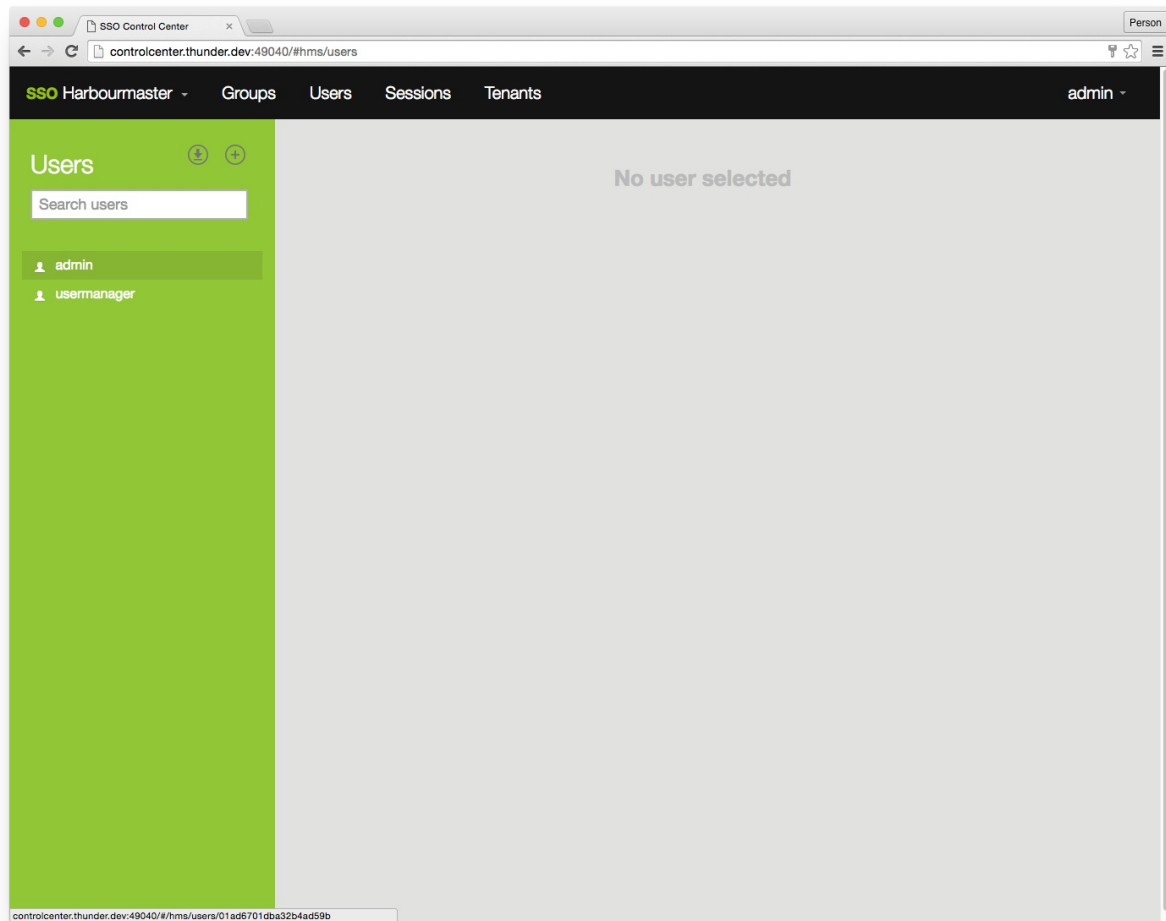 SSO Control Center
Person
controlcenter.thunder.dev:49040/#hms/users
SSO Harbourmaster Groups Users Sessions Tenants admin
Users
No user selected
Search users
admin
usermanager
controlcenter.thunder.dev:49040/#/hms/users/01ad6701dba32b4ad59b